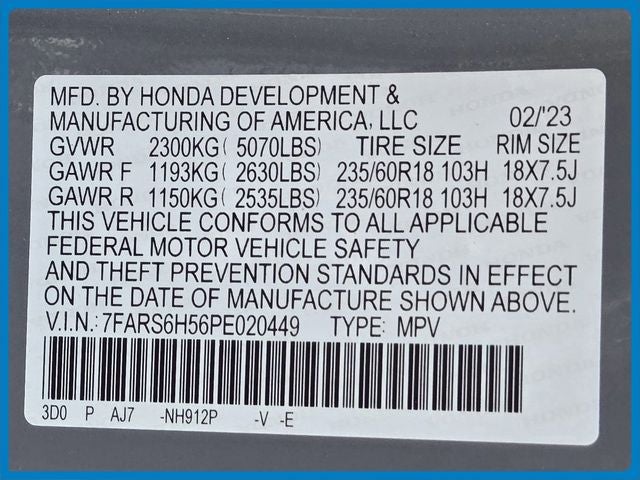 MFD. BY HONDA DEVELOPMENT &
MANUFACTURING OF AMERICA, LLC 02/'23
GVWR 2300KG( 5070LBS) TIRE SIZE RIM SIZE
GAWR F 1193KG( 2630LBS) 235/60R18 103H 18X7.5J
GAWR R 1150KG( 2535LBS) 235/60R18 103H 18X7.5J
THIS VEHICLE CONFORMS TO ALL APPLICABLE
FEDERAL MOTOR VEHICLE SAFETY
AND THEFT PREVENTION STANDARDS IN EFFECT
ON THE DATE OF MANUFACTURE SHOWN ABOVE.
V.I.N.:7FARS6H56PE020449 TYPE: MPV
3D0 P AJ7 -NH912P -V -E